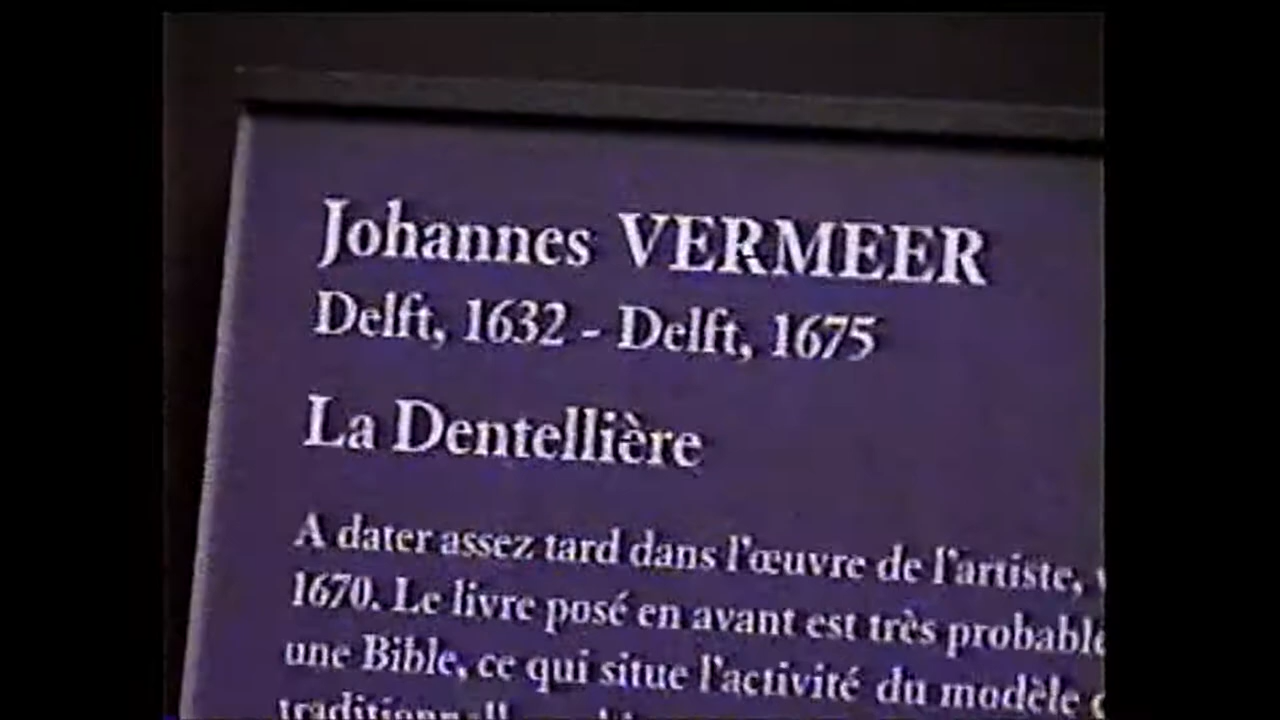 Johannes VERMEER
Delft, 1632 - Delft, 1675
La Dentellière
A dater assez tard dans l'œuvre de l'artiste,
1670. Le livre posé en avant est très
une Bible, ce qui situe l'activité du modèle